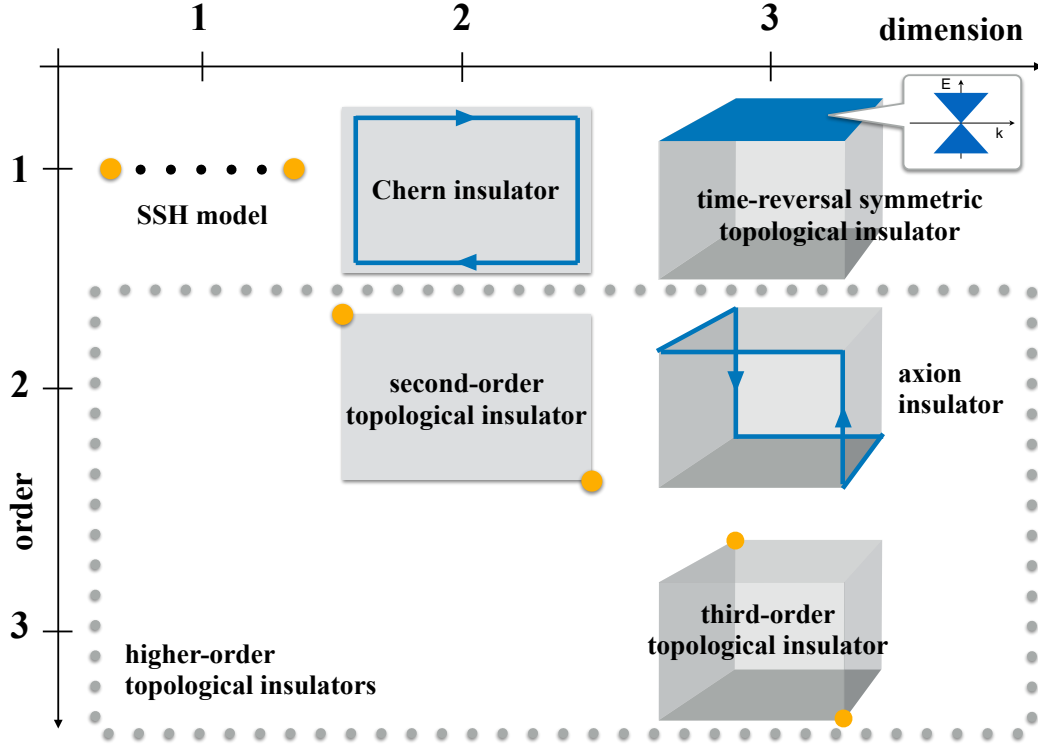 1
2
3
dimension
E
k
1
SSH model
Chern insulator
time-reversal symmetric
topological insulator
2
second-order
topological insulator
axion
insulator
order
3
third-order
topological insulator
higher-order
topological insulators